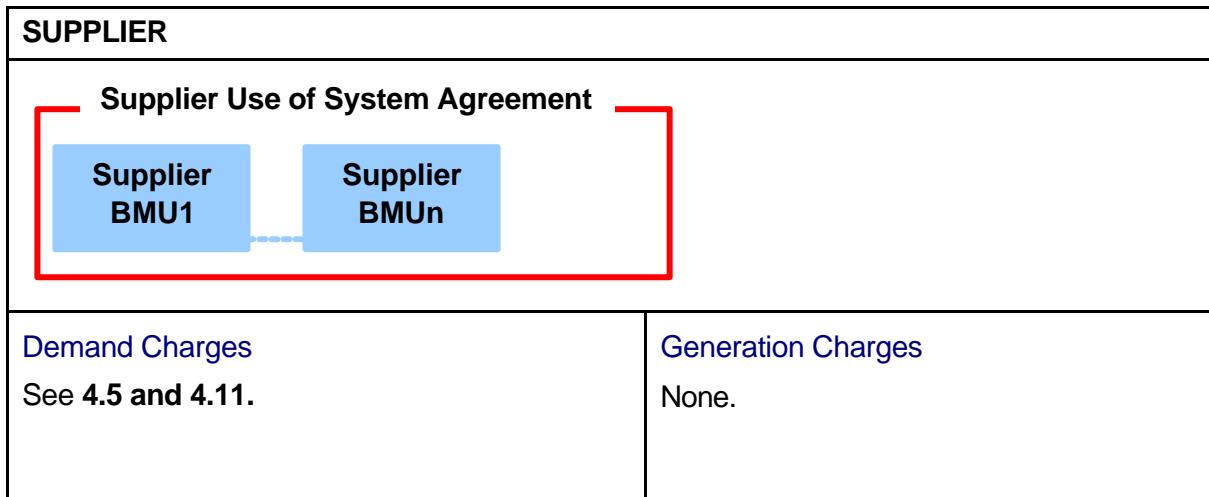 SUPPLIER
Supplier Use of System Agreement
Supplier
BMU1
Supplier
BMUn
Demand Charges
See 4.5 and 4.11.
Generation Charges
None.